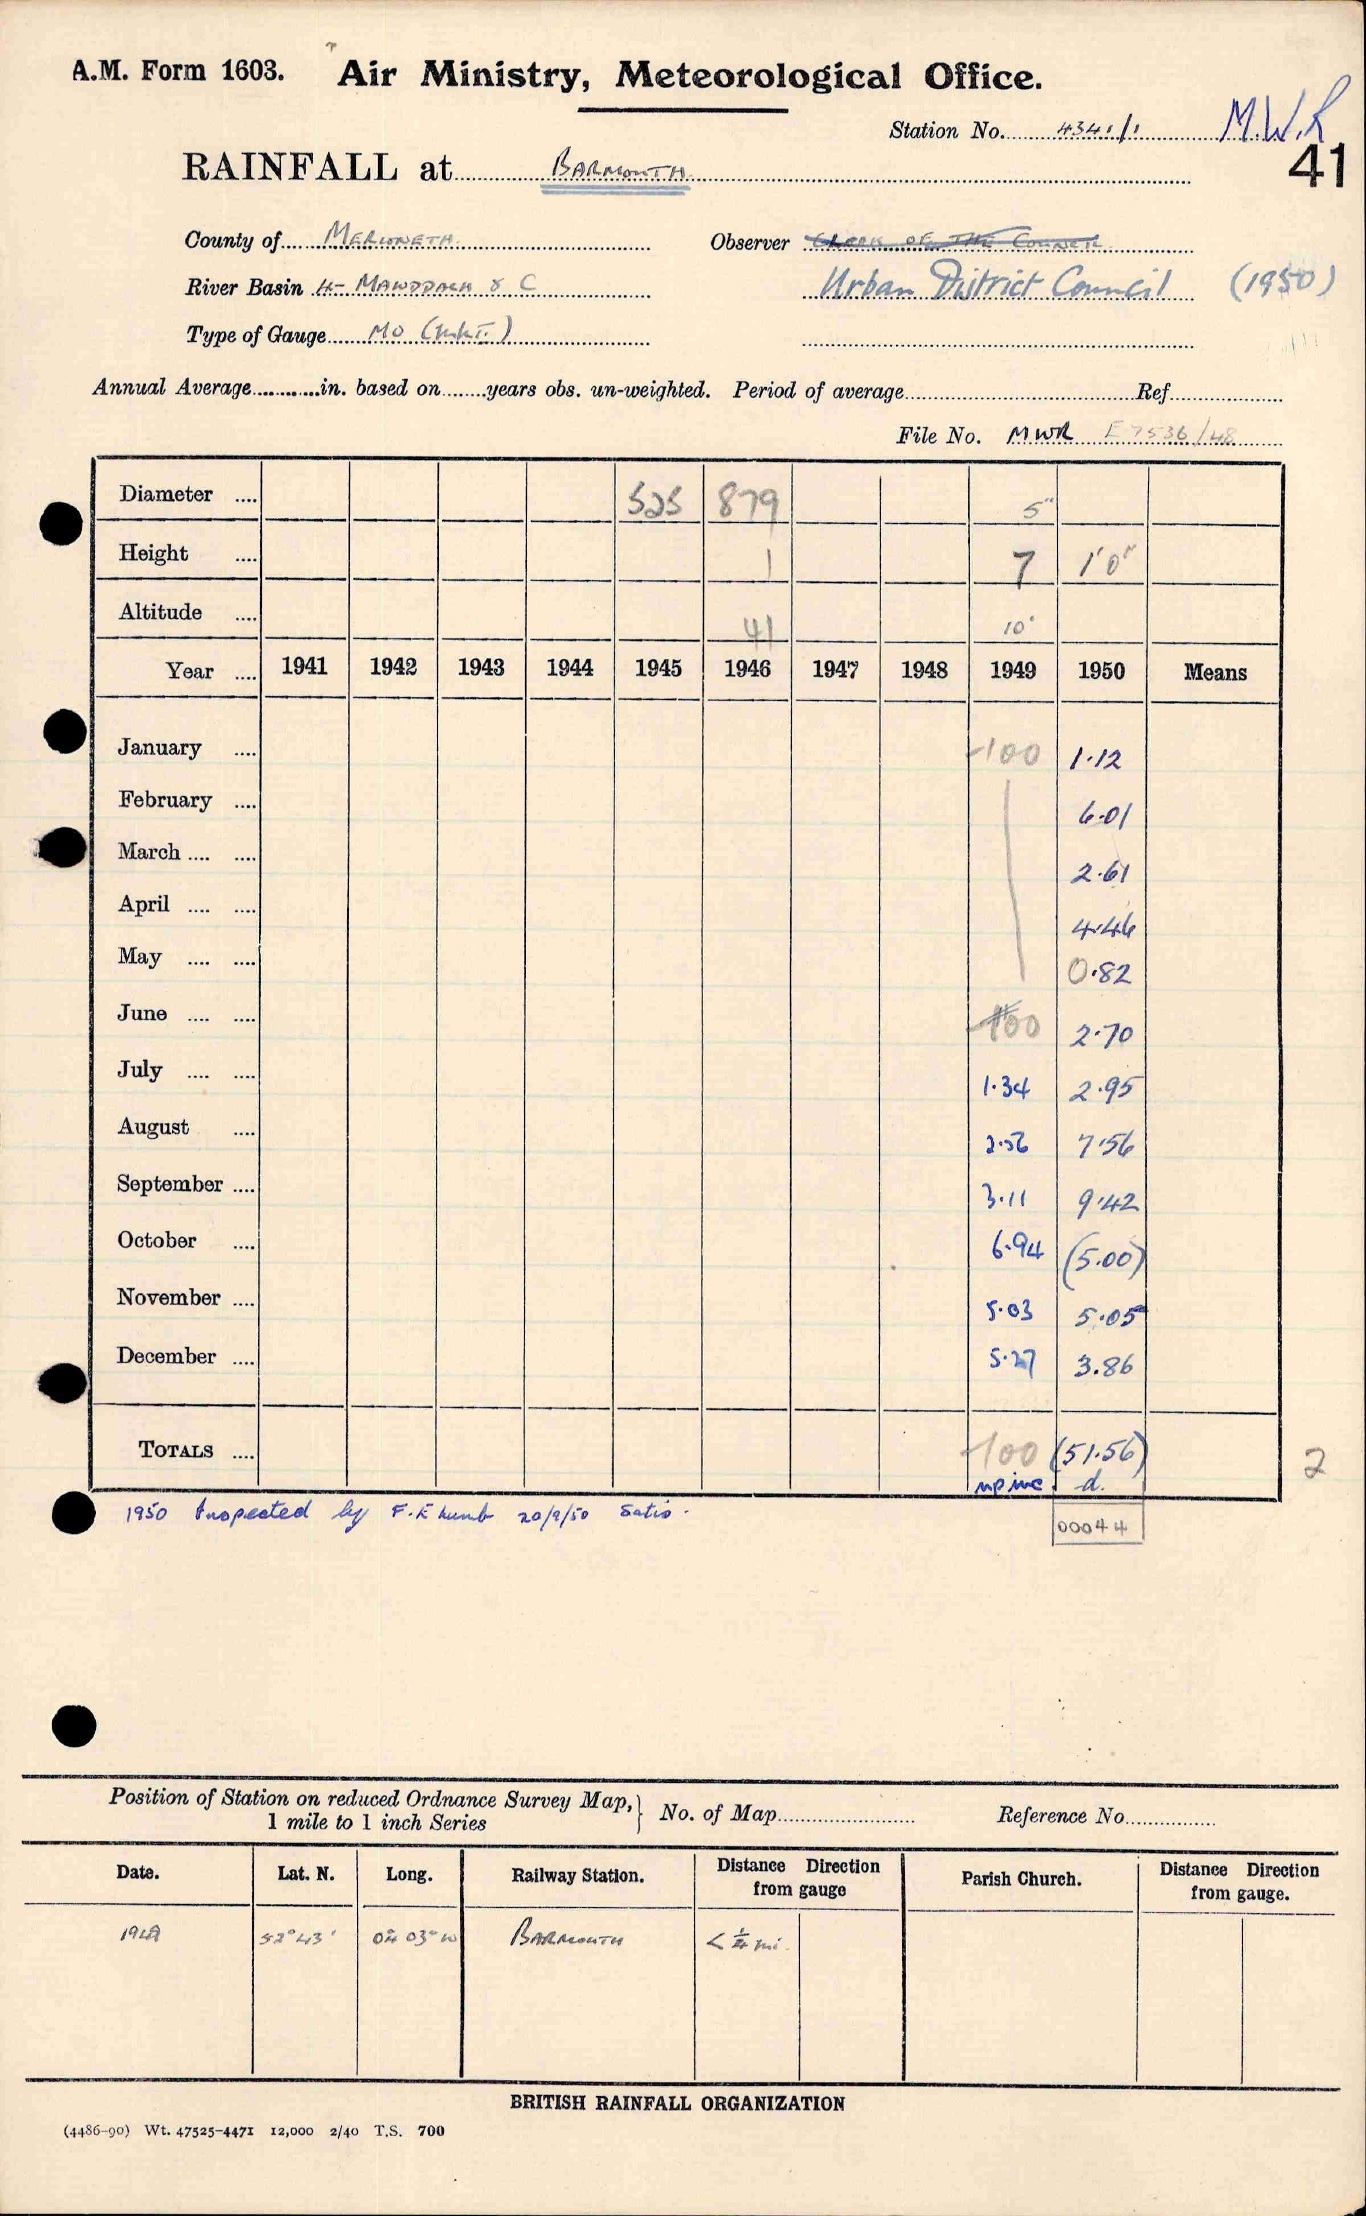 A.M. Form 1603. Air Ministry, Meteorological Office.
Station No. 4341/1 M.W.R
41
RAINFALL at BARMOUTH
County of MERIONETH Observer CLERK OF THE COUNCIL
River Basin 4- MAWDDACH & C Urban District Council (1950)
Type of Gauge MO (MkI.)
Annual Average in. based on years obs. un-weighted. Period of average Ref
File No. MWR E7536/48
Diameter .... 525 879 5"
Height .... 1 7 1'0"
Altitude .... 41 10'
Year .... 1941 1942 1943 1944 1945 1946 1947 1948 1949 1950 Means
January .... -100 1.12
February .... 6.01
March .... .... 2.61
April .... .... 4.46
May .... .... 0.82
June .... .... -100 2.70
July .... .... 1.34 2.95
August .... 2.56 7.56
September .... 3.11 9.42
October .... 6.94 (5.00)
November .... 5.03 5.05
December .... 5.27 3.86
TOTALS .... -100 (51.56) 2
d.
1950 Inspected by F.E Lumb 20/9/50 Satis.
00044
Position of Station on reduced Ordnance Survey Map, 1 mile to 1 inch Series } No. of Map Reference No.
Date. Lat. N. Long. Railway Station. Distance Direction from gauge Parish Church. Distance Direction from gauge.
1949 52° 43' 04° 03' W BARMOUTH < ¼ mi.
BRITISH RAINFALL ORGANIZATION
(4486-90) Wt. 47525-4471 12,000 2/40 T.S. 700